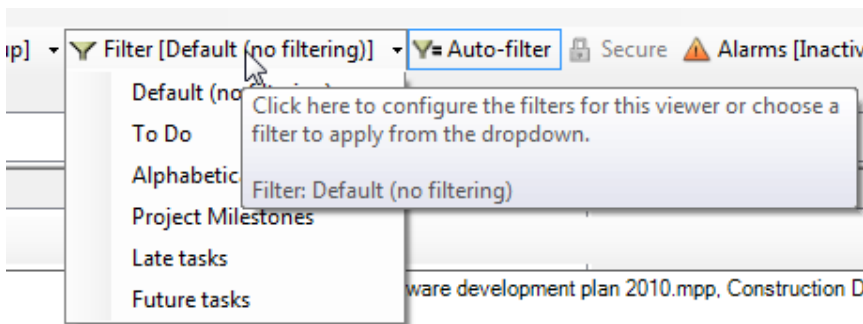 up] Filter [Default (no filtering)] Auto-filter Secure Alarms [Inactiv
Default (no
Click here to configure the filters for this viewer or choose a
To Do
filter to apply from the dropdown.
Alphabetic
Filter: Default (no filtering)
Project Milestones
Late tasks
ware development plan 2010.mpp, Construction D
Future tasks